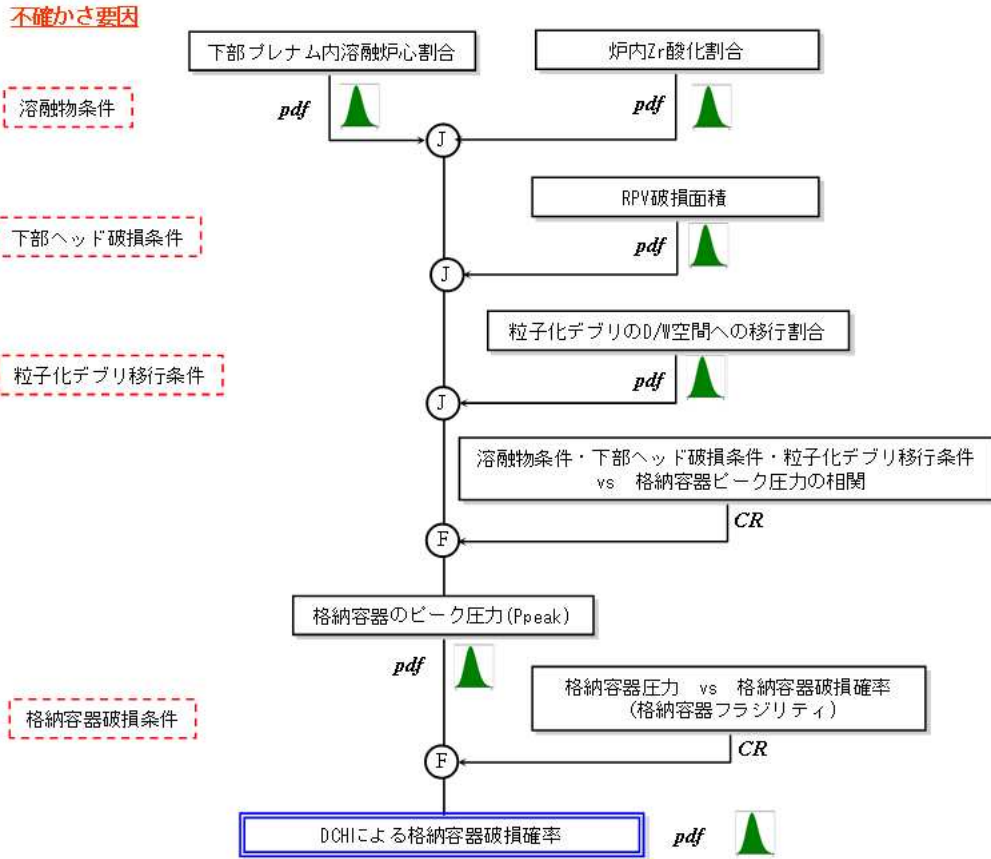 不確かさ要因
下部プレナム内溶融炉心割合
炉内Zr酸化割合
溶融物条件
pdf
pdf
J
RPV破損面積
下部ヘッド破損条件
pdf
J
粒子化デブリのD/W空間への移行割合
粒子化デブリ移行条件
pdf
J
溶融物条件・下部ヘッド破損条件・粒子化デブリ移行条件
vs 格納容器ピーク圧力の相関
CR
F
格納容器のピーク圧力(Ppeak)
pdf
格納容器圧力 vs 格納容器破損確率
(格納容器フラジリティ)
格納容器破損条件
CR
F
DCHによる格納容器破損確率
pdf